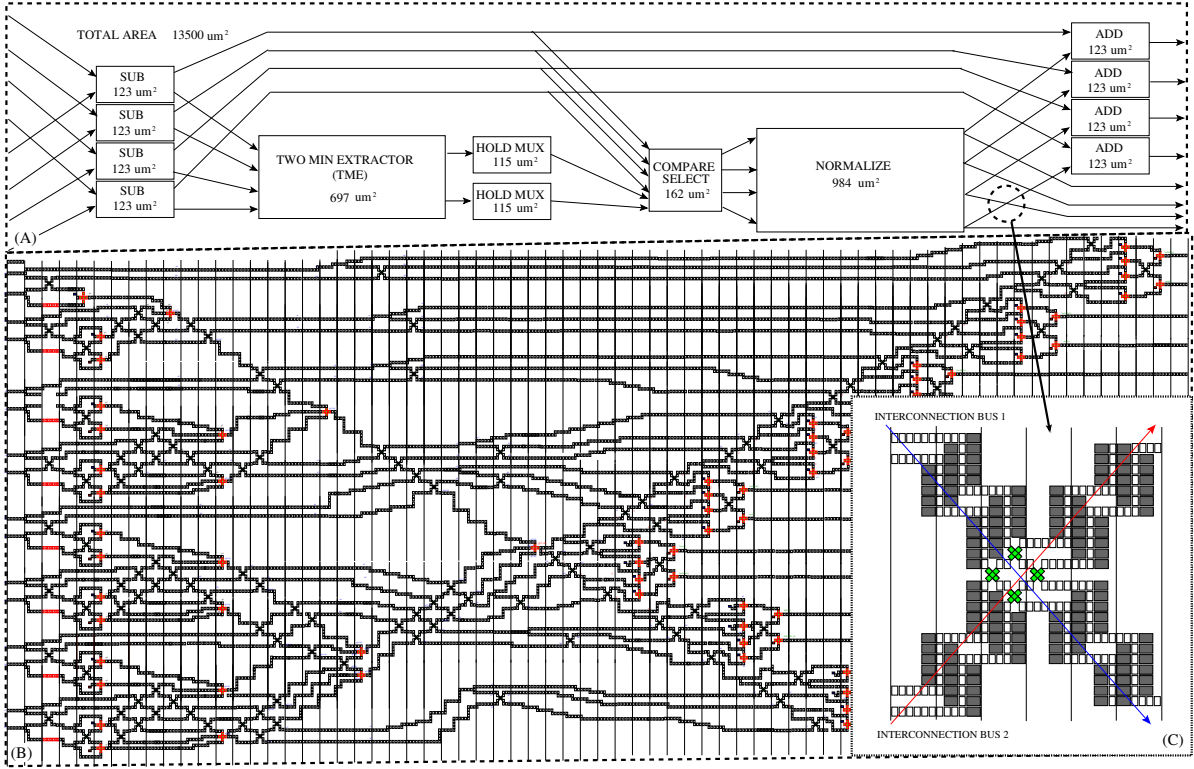 TOTAL AREA 13500 um²
SUB
123 um²
SUB
123 um²
SUB
123 um²
SUB
123 um²
TWO MIN EXTRACTOR
(TME)
697 um²
HOLD MUX
115 um²
HOLD MUX
115 um²
COMPARE
SELECT
162 um²
NORMALIZE
984 um²
ADD
123 um²
ADD
123 um²
ADD
123 um²
ADD
123 um²
(A)
(B)
INTERCONNECTION BUS 1
INTERCONNECTION BUS 2
(C)